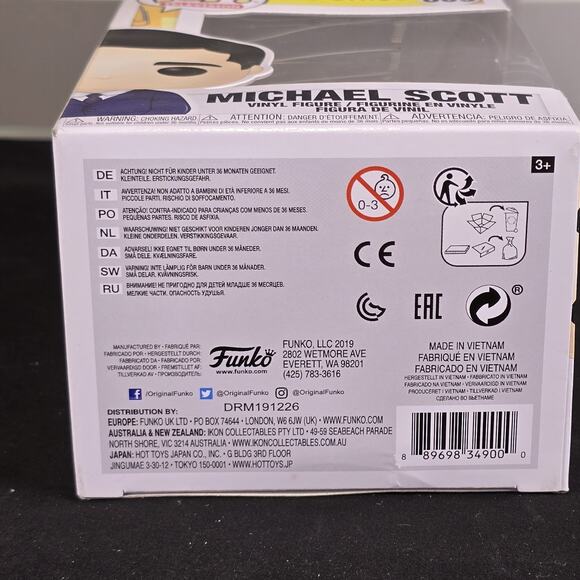 MICHAEL SCOTT
VINYL FIGURE / FIGURINE EN VINYLE
FIGURA DE VINIL
WARNING: CHOKING HAZARD
ATTENTION: DANGER D'ÉTOUFFEMENT.
ADVERTENCIA: PELIGRO DE ASFIXIA
DE ACHTUNG! NICHT FÜR KINDER UNTER 36 MONATEN GEEIGNET.
KLEINTEILE. ERSTICKUNGSGEFAHR.
IT AVVERTENZA! NON ADATTO A BAMBINI DI ETÀ INFERIORE A 36 MESI.
PICCOLE PARTI. RISCHIO DI SOFFOCAMENTO.
PO ATENÇÃO! CONTRA-INDICADO PARA CRIANÇAS COM MENOS DE 36 MESES.
PEQUENAS PARTES. RISCO DE ASFIXIA.
NL WAARSCHUWING! NIET GESCHIKT VOOR KINDEREN JONGER DAN 36 MAANDEN.
KLEINE ONDERDELEN. VERSTIKKINGSGEVAAR.
DA ADVARSEL! IKKE EGNET TIL BØRN UNDER 36 MÅNEDER.
SMÅ DELE. KVÆLNINGSFARE.
SW VARNING! INTE LÄMPLIG FÖR BARN UNDER 36 MÅNADER.
SMÅ DELAR. KVÄVNINGSRISK.
RU ВНИМАНИЕ! НЕ ПРИГОДНО ДЛЯ ДЕТЕЙ МЛАДШЕ 36 МЕСЯЦЕВ.
МЕЛКИЕ ЧАСТИ. ОПАСНОСТЬ УДУШЬЯ.
0-3
3+
CE
EAC
®
MANUFACTURED BY • FABRIQUÉ PAR:
FABRICADO POR • HERGESTELLT DURCH:
FABBRICATO DA • FABRICADO POR:
VERVAARDIGD DOOR • FREMSTILLET AF:
TILLVERKAD AV • ПРОИЗВОДИТЕЛЬ:
Funko
www.funko.com
FUNKO, LLC 2019
2802 WETMORE AVE
EVERETT, WA 98201
(425) 783-3616
MADE IN VIETNAM
FABRIQUÉ EN VIETNAM
FABRICADO EN VIETNAM
HERGESTELLT IN VIETNAM • FABBRICATO IN VIETNAM
FABRICADO NA VIETNAM • VERVAARDIGD IN VIETNAM
PRODUCERET I VIETNAM • TILLVERKAD I VIETNAM
СДЕЛАНО ВО ВЬЕТНАМЕ
/OriginalFunko @OriginalFunko @OriginalFunko
DRM191226
DISTRIBUTION BY:
EUROPE: FUNKO UK LTD • PO BOX 74644 • LONDON, W6 6JW (UK) • WWW.FUNKO.COM
AUSTRALIA & NEW ZEALAND: IKON COLLECTABLES PTY LTD • 49-59 SEABEACH PARADE
NORTH SHORE, VIC 3214 AUSTRALIA • WWW.IKONCOLLECTABLES.COM.AU
JAPAN: HOT TOYS JAPAN CO., INC. • G BLDG 3RD FLOOR
JINGUMAE 3-30-12 • TOKYO 150-0001 • WWW.HOTTOYS.JP
8 89698 34900 0